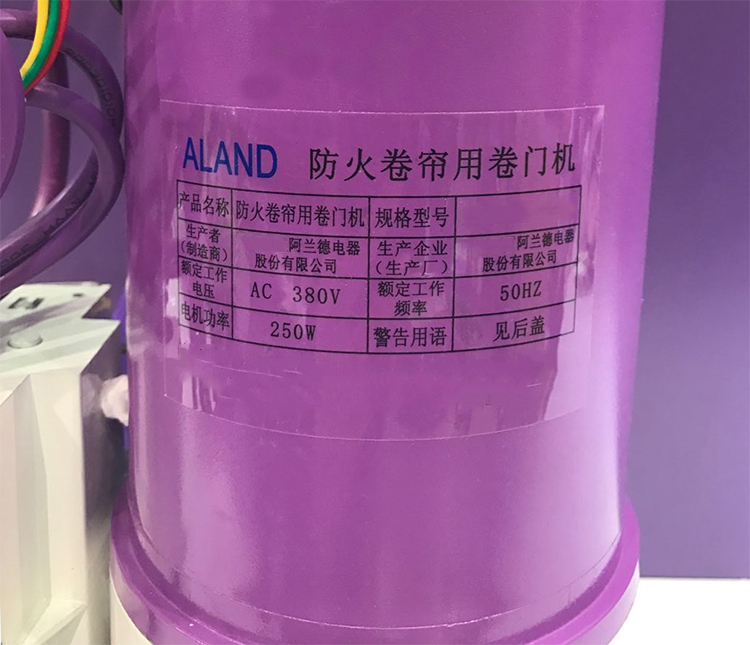 ALAND 防火卷帘用卷门机
产品名称 防火卷帘用卷门机 规格型号
生产者
（制造商）
阿兰德电器
股份有限公司
生产企业
（生产厂）
阿兰德电器
股份有限公司
额定工作
电压
AC 380V
额定工作
频率
50HZ
电机功率 250W 警告用语 见后盖